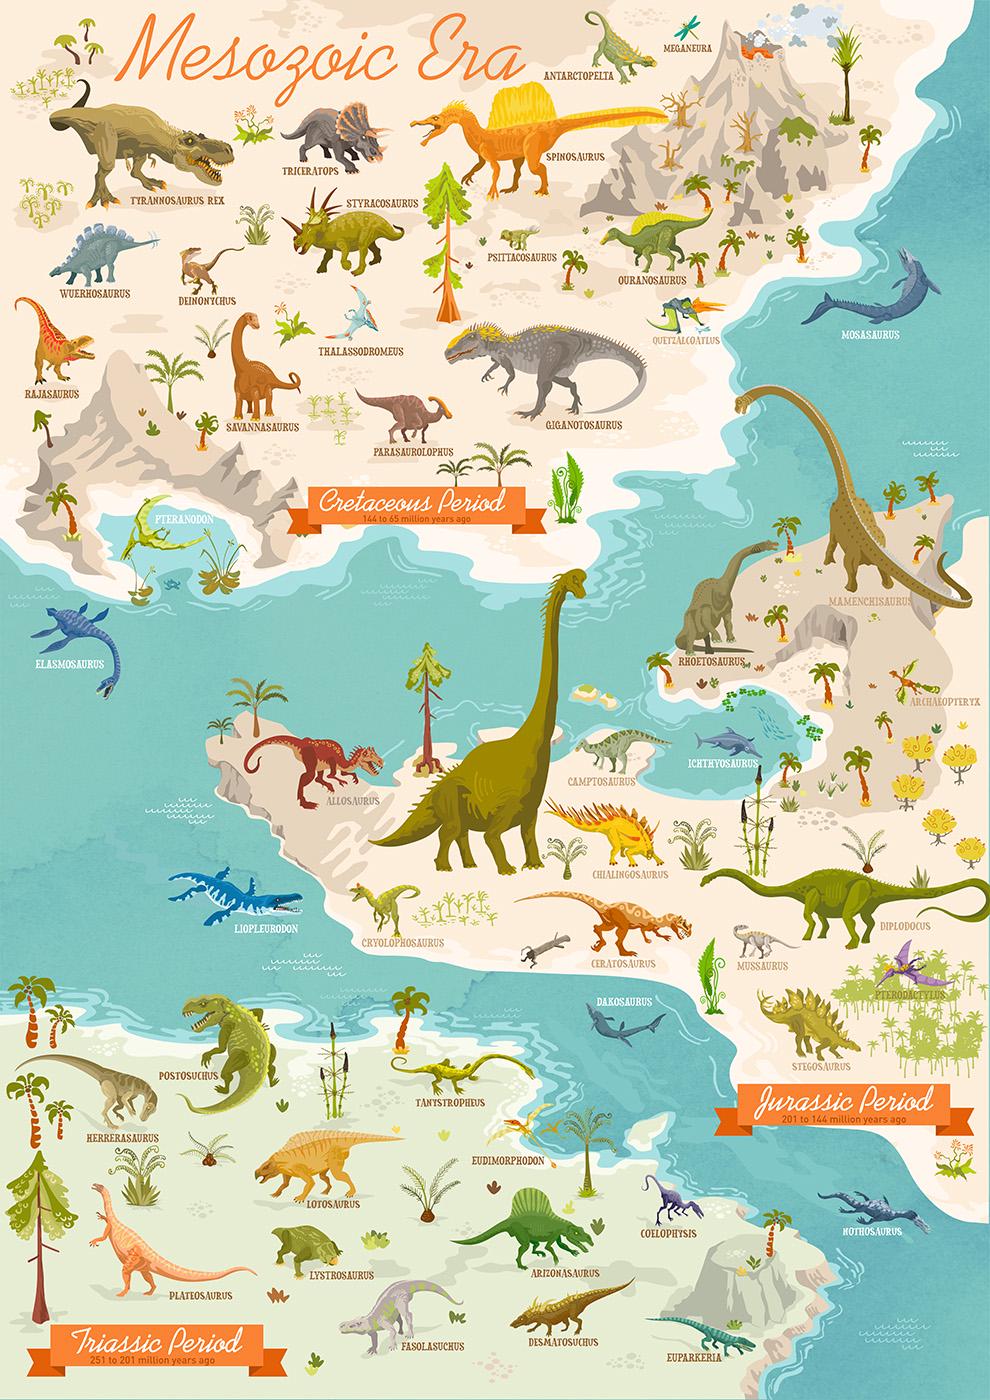 Mesozoic Era
ANTARCTOPELTA
MEGANEURA
TRICERATOPS
SPINOSAURUS
TYRANNOSAURUS REX
STYRACOSAURUS
PSITTACOSAURUS
OURANOSAURUS
WUERHOSAURUS
DEINONYCHUS
MOSASAURUS
QUETZALCOATLUS
THALASSODROMEUS
RAJASAURUS
SAVANNASAURUS
GIGANOTOSAURUS
PARASAUROLOPHUS
Cretaceous Period
144 to 65 million years ago
PTERANODON
MAMENCHISAURUS
ELASMOSAURUS
RHOETOSAURUS
ARCHAEOPTERYX
ICHTHYOSAURUS
CAMPTOSAURUS
ALLOSAURUS
CHIALINGOSAURUS
LIOPLEURODON
DIPLODOCUS
CRYOLOPHOSAURUS
CERATOSAURUS
MUSSAURUS
PTERODACTYLUS
DAKOSAURUS
STEGOSAURUS
POSTOSUCHUS
TANYSTROPHEUS
Jurassic Period
201 to 144 million years ago
HERRERASAURUS
EUDIMORPHODON
LOTOSAURUS
COELOPHYSIS
NOTHOSAURUS
LYSTROSAURUS
ARIZONASAURUS
PLATEOSAURUS
FASOLASUCHUS
DESMATOSUCHUS
EUPARKERIA
Triassic Period
251 to 201 million years ago